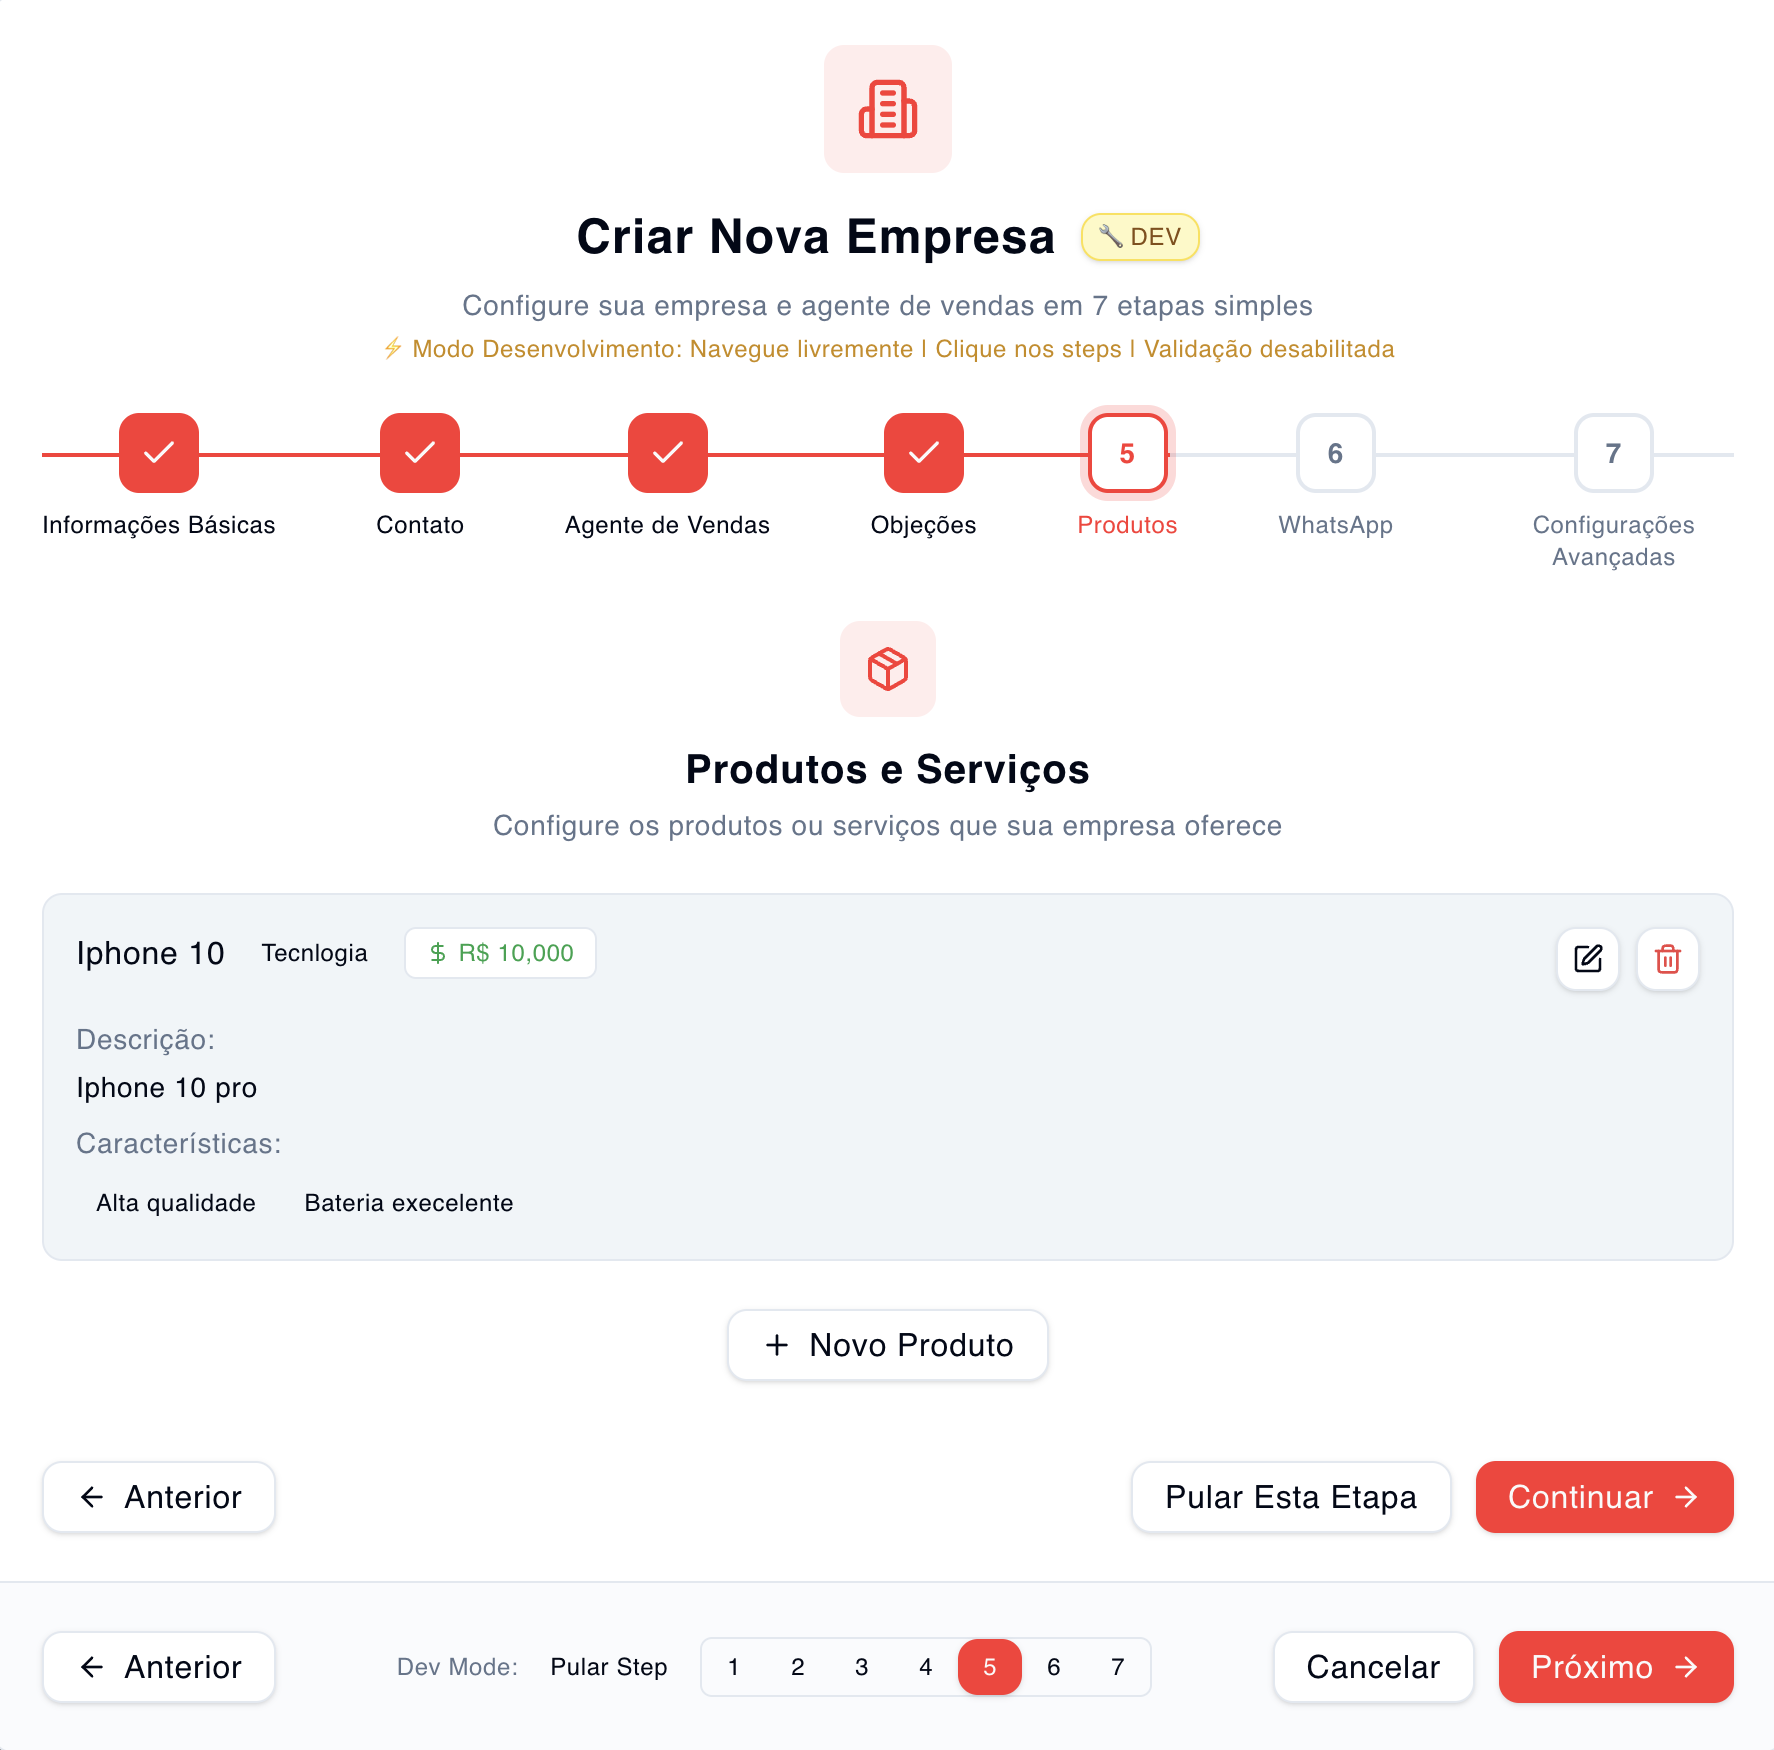 Criar Nova Empresa
🔧 DEV
Configure sua empresa e agente de vendas em 7 etapas simples
⚡ Modo Desenvolvimento: Navegue livremente | Clique nos steps | Validação desabilitada
5
6
7
Informações Básicas
Contato
Agente de Vendas
Objeções
Produtos
WhatsApp
Configurações
Avançadas
Produtos e Serviços
Configure os produtos ou serviços que sua empresa oferece
Iphone 10
Tecnlogia
$ R$ 10,000
Descrição:
Iphone 10 pro
Características:
Alta qualidade
Bateria execelente
+ Novo Produto
← Anterior
Pular Esta Etapa
Continuar →
← Anterior
Dev Mode:
Pular Step
1 2 3 4 5 6 7
Cancelar
Próximo →